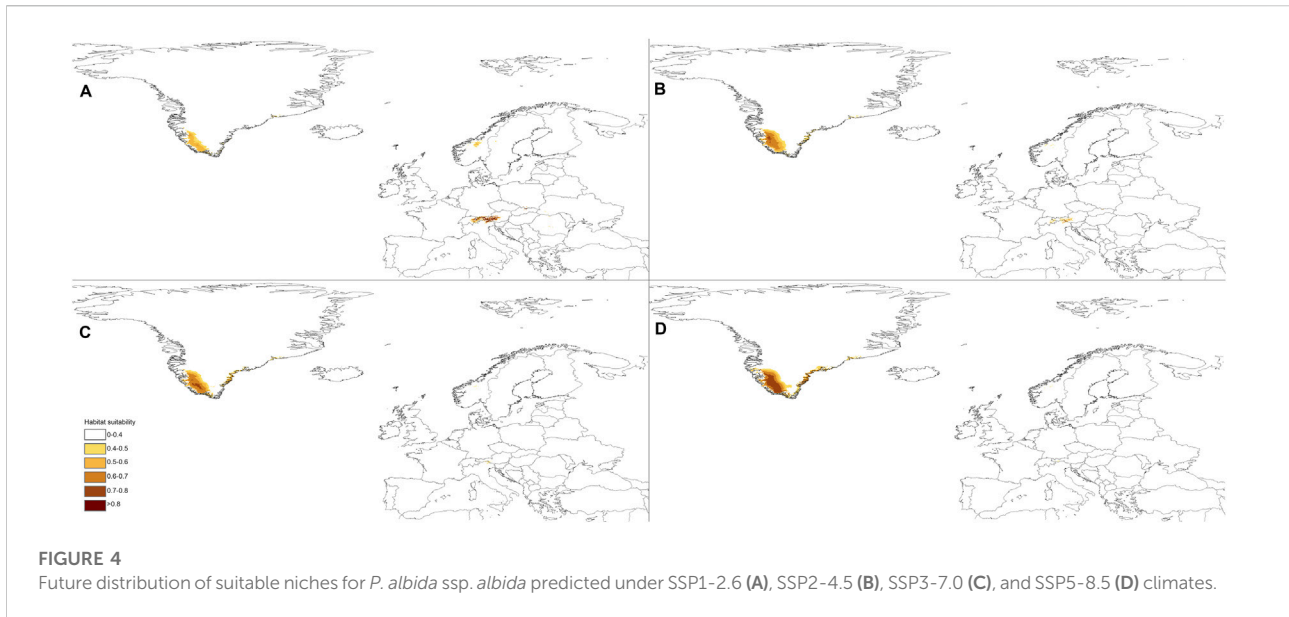 A
B
C
D
Habitat suitability
0-0.4
0.4-0.5
0.5-0.6
0.6-0.7
0.7-0.8
>0.8
FIGURE 4
Future distribution of suitable niches for P. albida ssp. albida predicted under SSP1-2.6 (A), SSP2-4.5 (B), SSP3-7.0 (C), and SSP5-8.5 (D) climates.